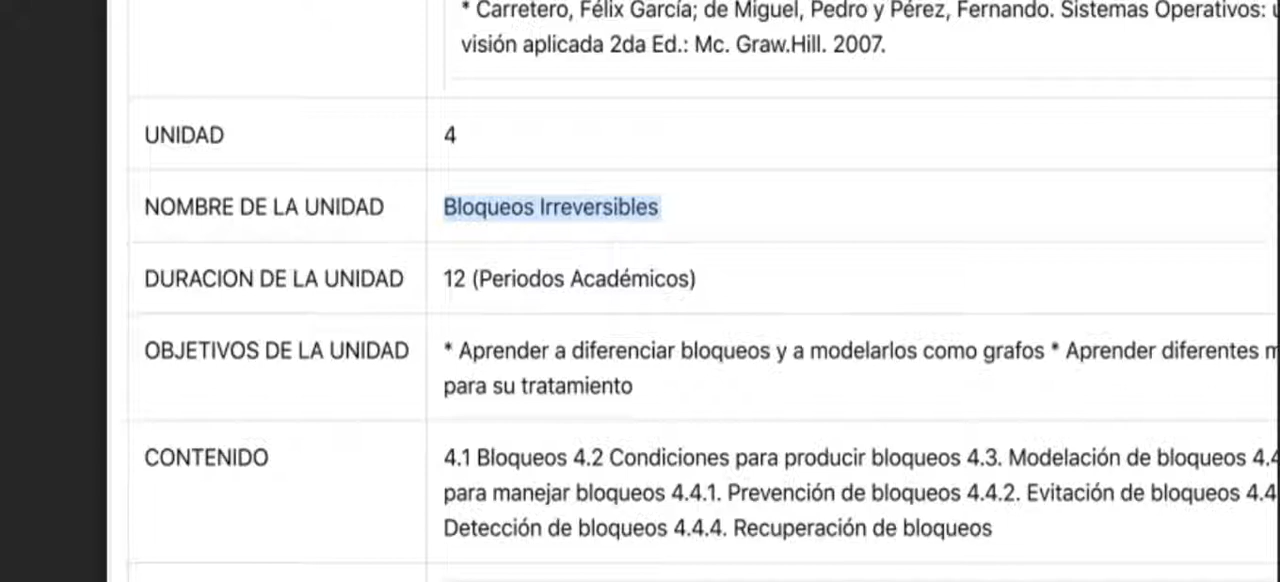 * Carretero, Félix García; de Miguel, Pedro y Pérez, Fernando. Sistemas Operativos:
visión aplicada 2da Ed.: Mc. Graw.Hill. 2007.
UNIDAD 4
NOMBRE DE LA UNIDAD Bloqueos Irreversibles
DURACION DE LA UNIDAD 12 (Periodos Académicos)
OBJETIVOS DE LA UNIDAD * Aprender a diferenciar bloqueos y a modelarlos como grafos * Aprender diferentes
para su tratamiento
CONTENIDO 4.1 Bloqueos 4.2 Condiciones para producir bloqueos 4.3. Modelación de bloqueos 4.4
para manejar bloqueos 4.4.1. Prevención de bloqueos 4.4.2. Evitación de bloqueos 4.4
Detección de bloqueos 4.4.4. Recuperación de bloqueos